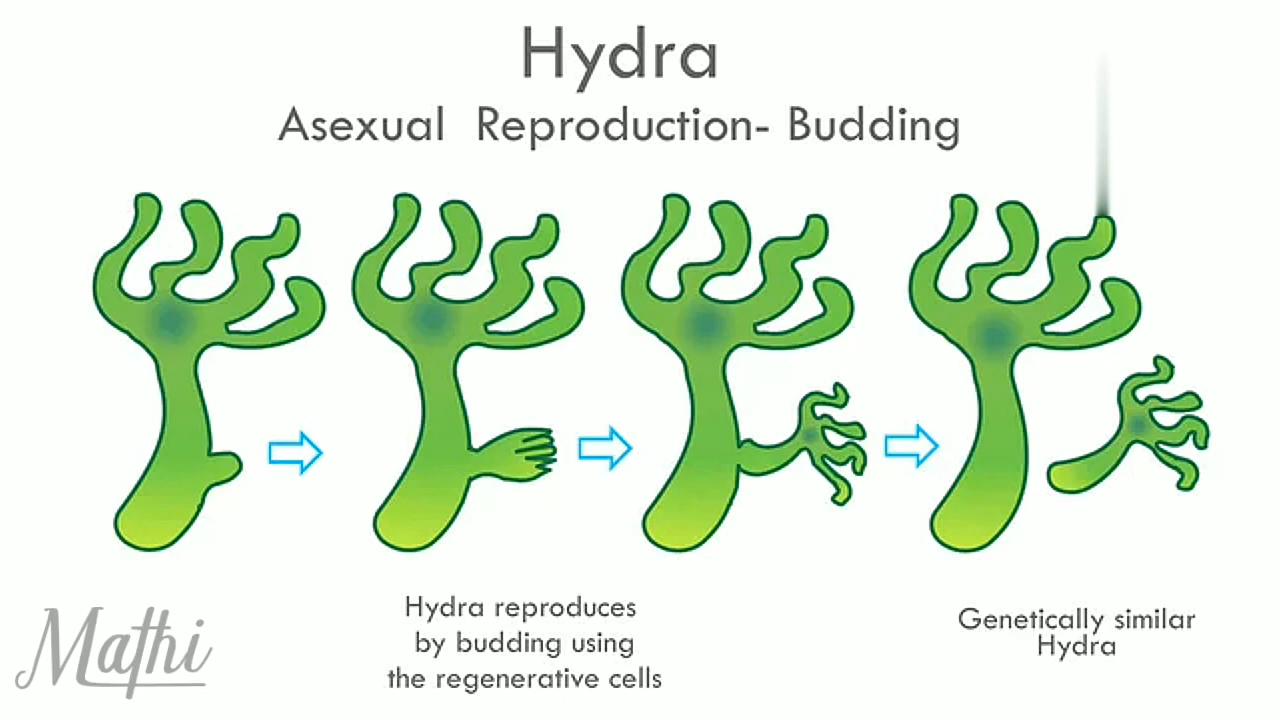 Hydra
Asexual Reproduction- Budding
Hydra reproduces
by budding using
the regenerative cells
Genetically similar
Hydra
Mathi